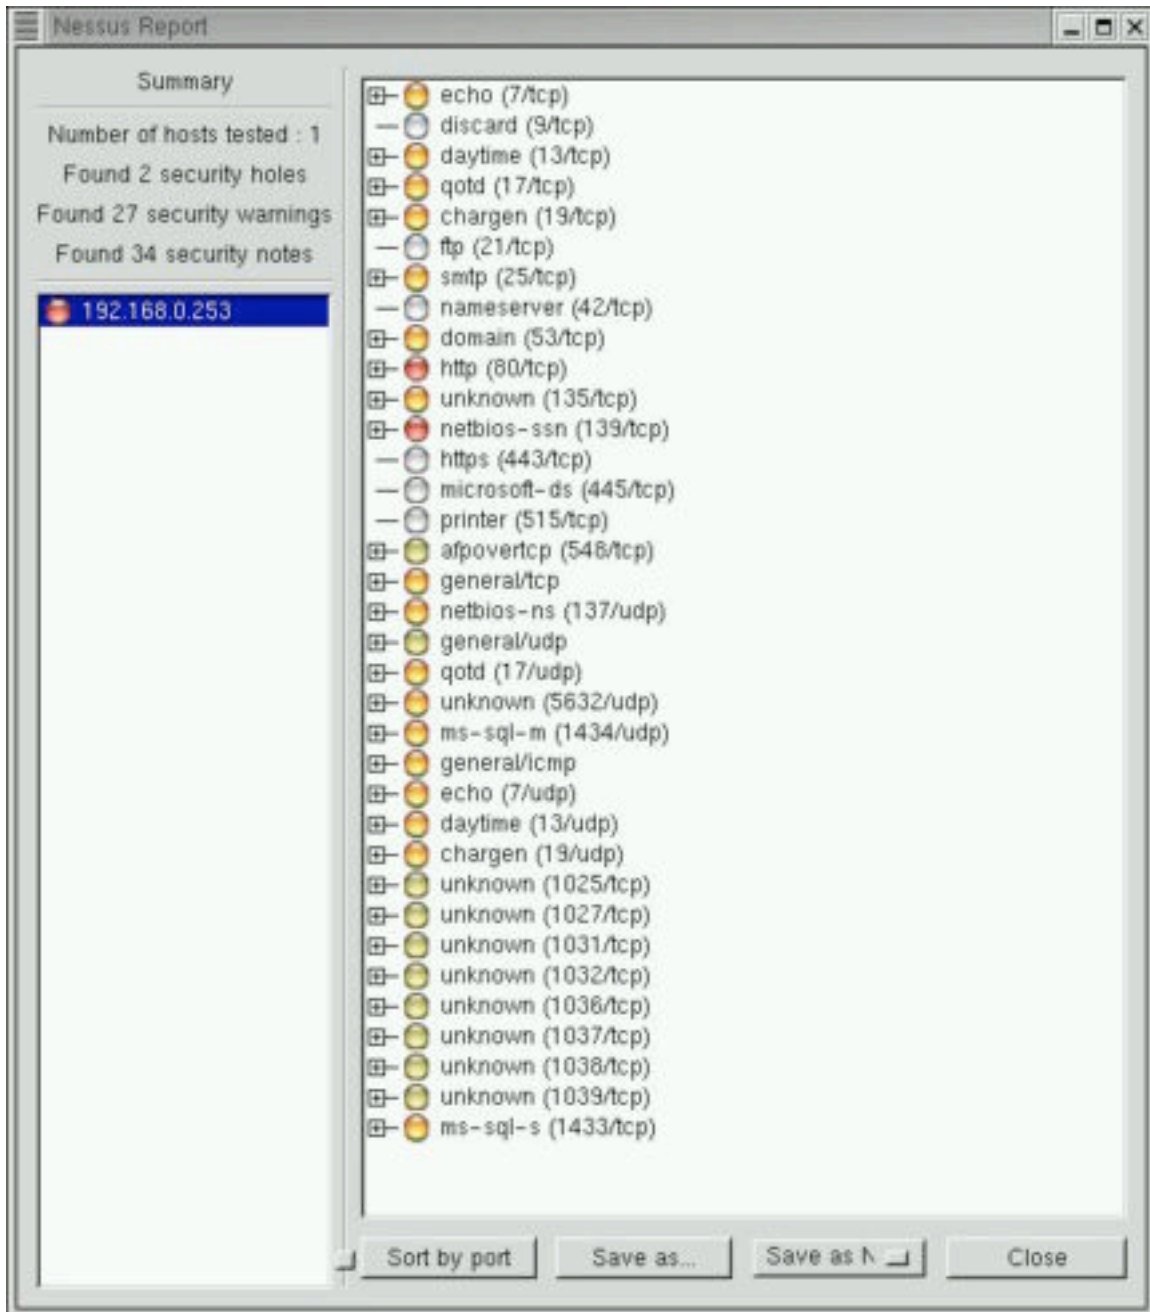 Nessus Report
Summary
Number of hosts tested : 1
Found 2 security holes
Found 27 security warnings
Found 34 security notes
192.168.0.253
echo (7/tcp)
discard (9/tcp)
daytime (13/tcp)
qotd (17/tcp)
chargen (19/tcp)
ftp (21/tcp)
smtp (25/tcp)
nameserver (42/tcp)
domain (53/tcp)
http (80/tcp)
unknown (135/tcp)
netbios-ssn (139/tcp)
https (443/tcp)
microsoft-ds (445/tcp)
printer (515/tcp)
afpovertcp (548/tcp)
general/tcp
netbios-ns (137/udp)
general/udp
qotd (17/udp)
unknown (5632/udp)
ms-sql-m (1434/udp)
general/icmp
echo (7/udp)
daytime (13/udp)
chargen (19/udp)
unknown (1025/tcp)
unknown (1027/tcp)
unknown (1031/tcp)
unknown (1032/tcp)
unknown (1036/tcp)
unknown (1037/tcp)
unknown (1038/tcp)
unknown (1039/tcp)
ms-sql-s (1433/tcp)
Sort by port
Save as...
Save as N
Close